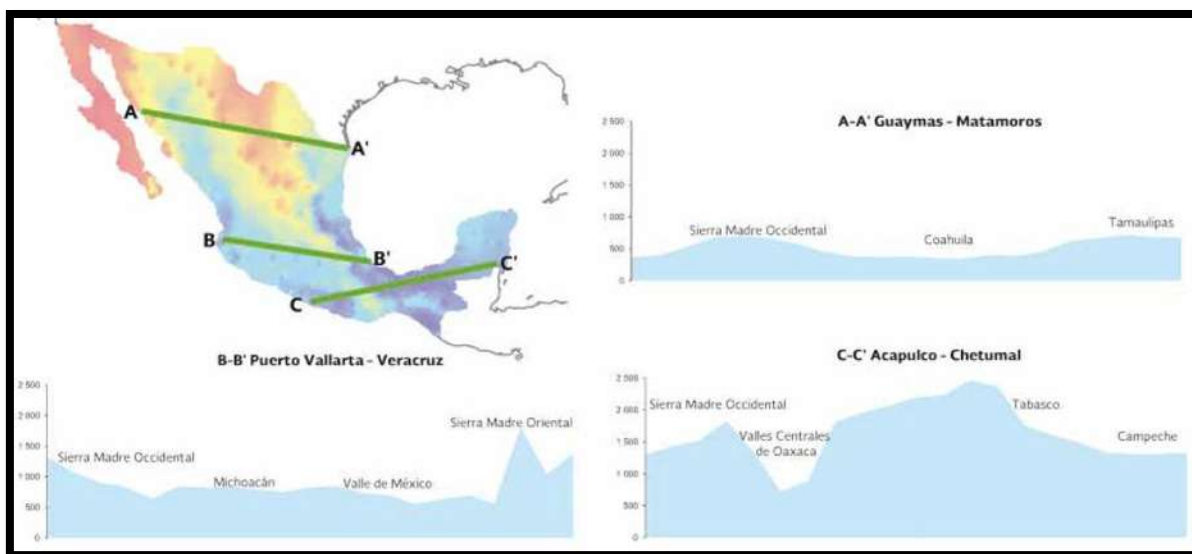 A
A'
B
B'
C
C'
A-A' Guaymas - Matamoros
2 500
2 000
1 500
1 000
500
0
Sierra Madre Occidental
Coahuila
Tamaulipas
B-B' Puerto Vallarta - Veracruz
2 500
2 000
1 500
1 000
500
0
Sierra Madre Occidental
Michoacán
Valle de México
Sierra Madre Oriental
C-C' Acapulco - Chetumal
2 500
2 000
1 500
1 000
500
0
Sierra Madre Occidental
Valles Centrales
de Oaxaca
Tabasco
Campeche